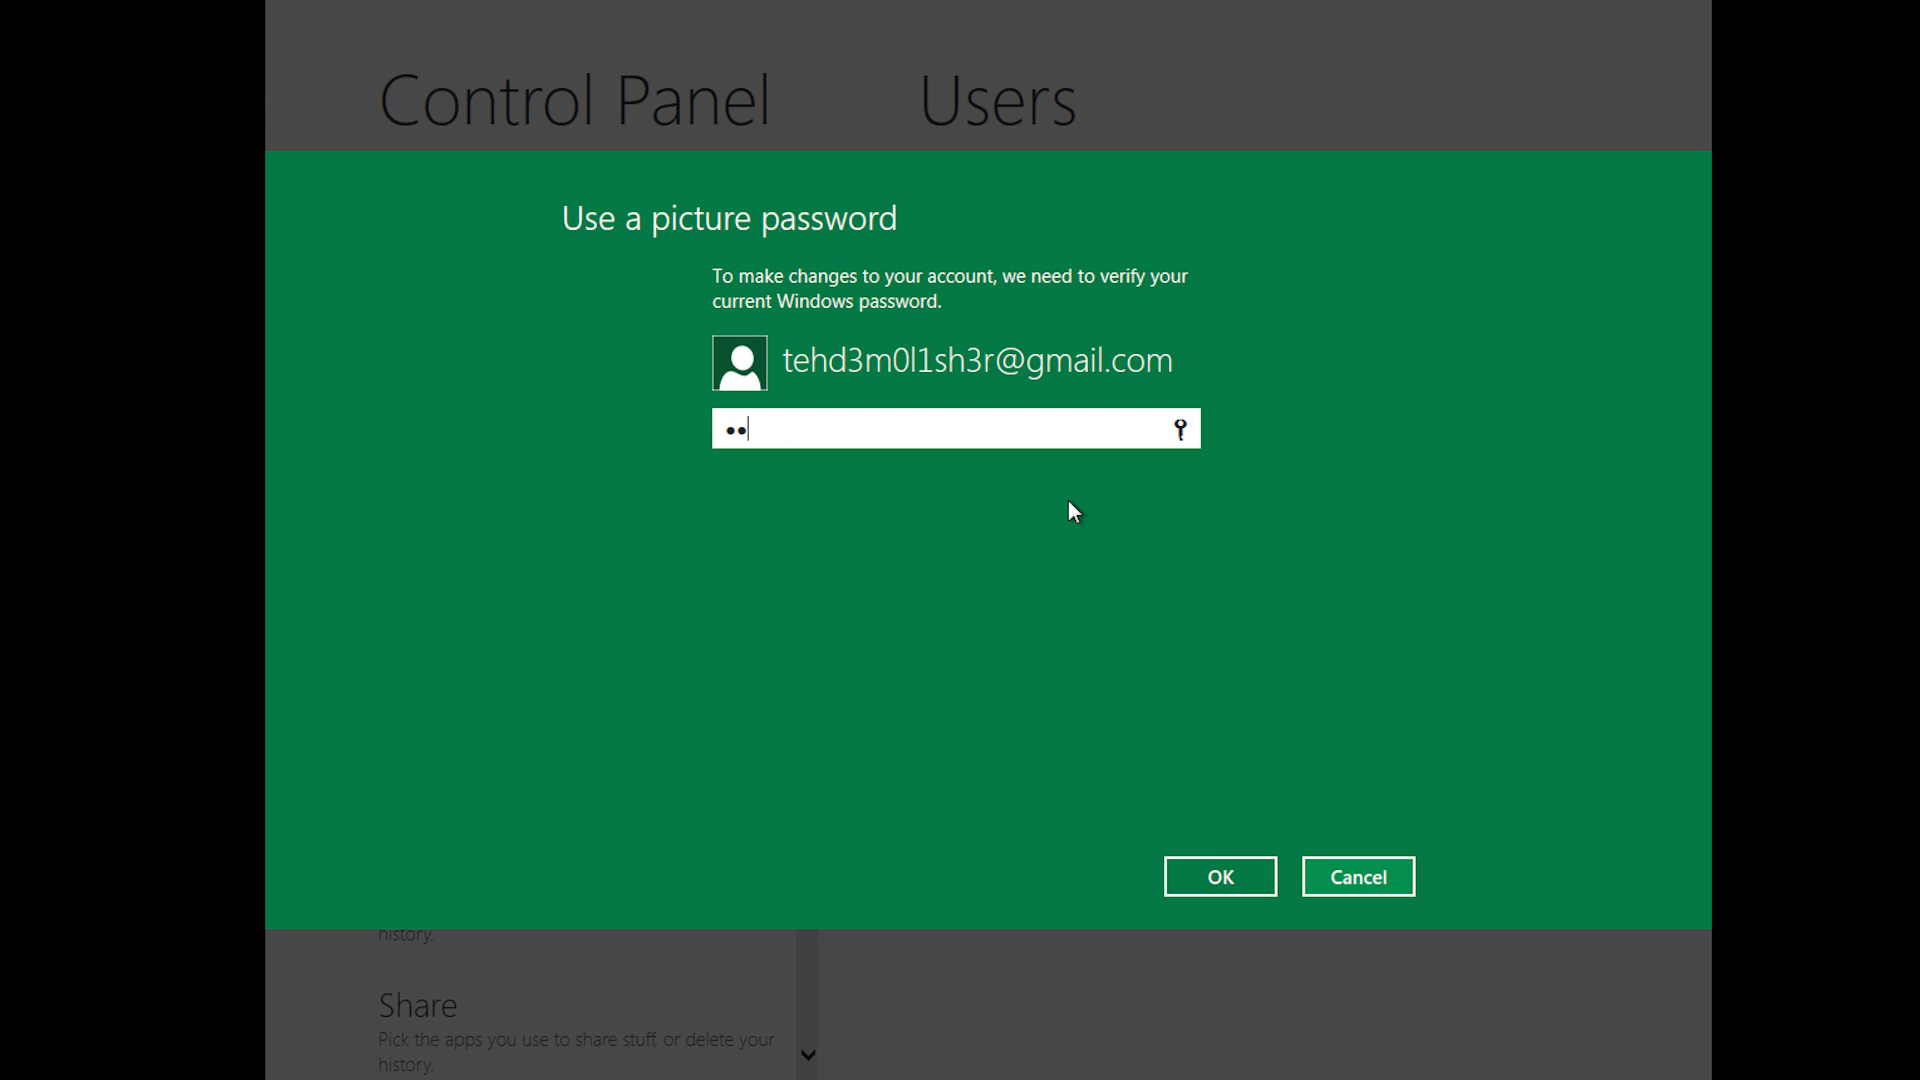 Control Panel
Users
Use a picture password
To make changes to your account, we need to verify your
current Windows password.
tehd3m0l1sh3r@gmail.com
••
OK
Cancel
history.
Share
Pick the apps you use to share stuff, or delete your
history.